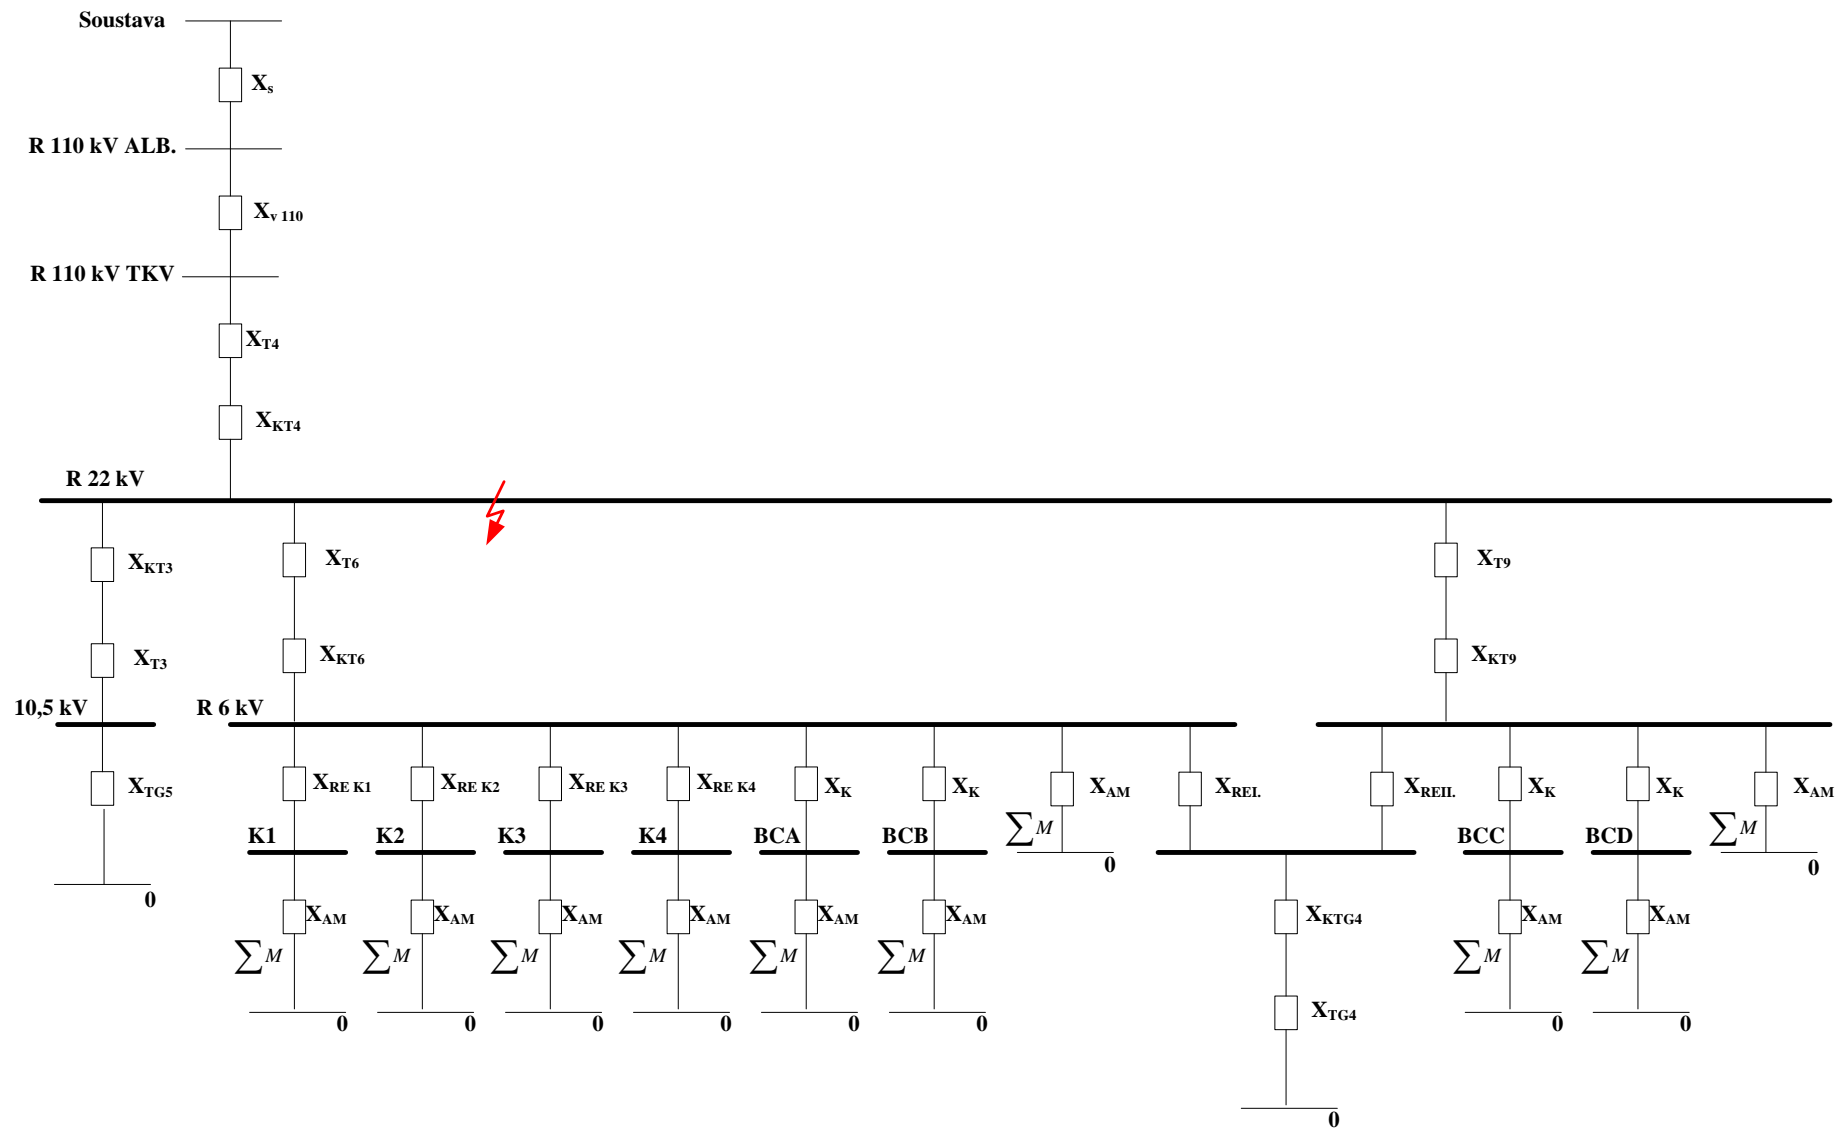 Soustava
Xs
R 110 kV ALB.
Xv 110
R 110 kV TKV
XT4
XKT4
R 22 kV
XKT3 XT6 XT9
XT3 XKT6 XKT9
10,5 kV R 6 kV
XTG5 XRE K1 XRE K2 XRE K3 XRE K4 XK XK XAM XREI. XREII. XK XK XAM
K1 K2 K3 K4 BCA BCB ∑M BCC BCD ∑M
0 0
0
XAM XAM XAM XAM XAM XAM XKTG4 XAM XAM
∑M ∑M ∑M ∑M ∑M ∑M ∑M ∑M
XTG4
0 0 0 0 0 0 0 0
0